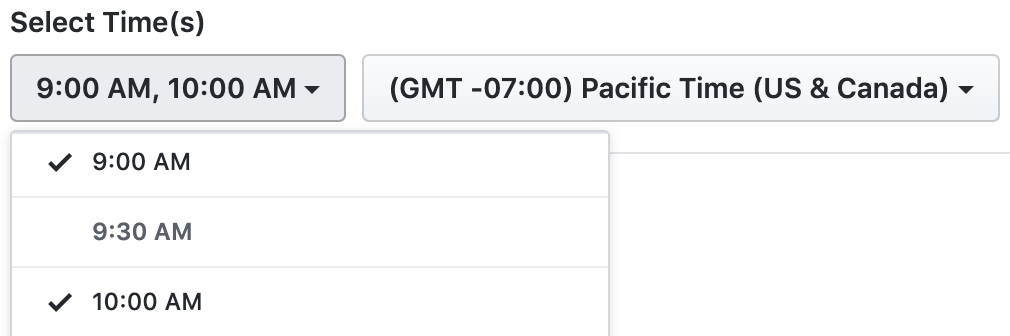 Select Time(s)
9:00 AM, 10:00 AM
(GMT -07:00) Pacific Time (US & Canada)
9:00 AM
9:30 AM
10:00 AM